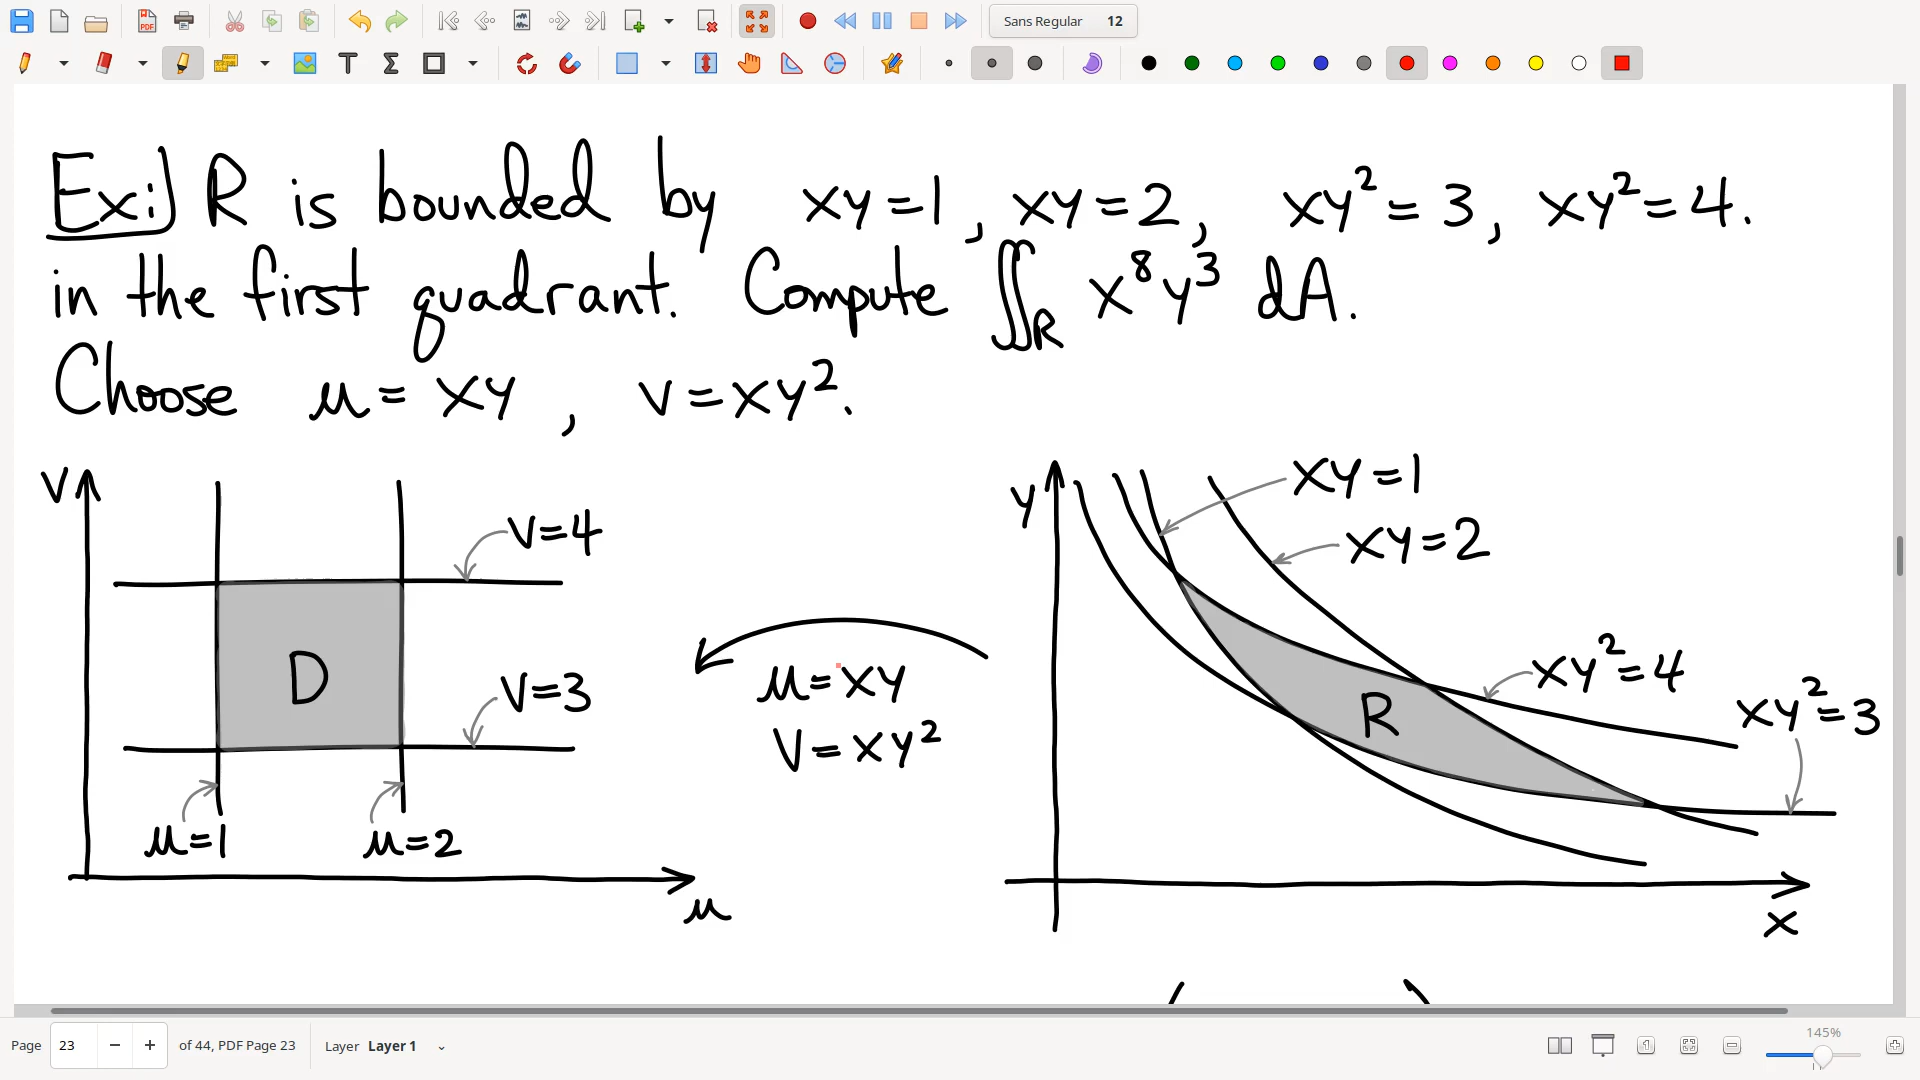 Sans Regular 12
Ex:) R is bounded by xy=1, xy=2, xy²=3, xy²=4.
in the first quadrant. Compute ∬_R x⁸y³ dA.
Choose u=xy, v=xy².
v
v=4
D
v=3
u=1
u=2
u
u=xy
v=xy²
y
xy=1
xy=2
xy²=4
xy²=3
R
x
Page 23 of 44, PDF Page 23 Layer Layer 1
145%